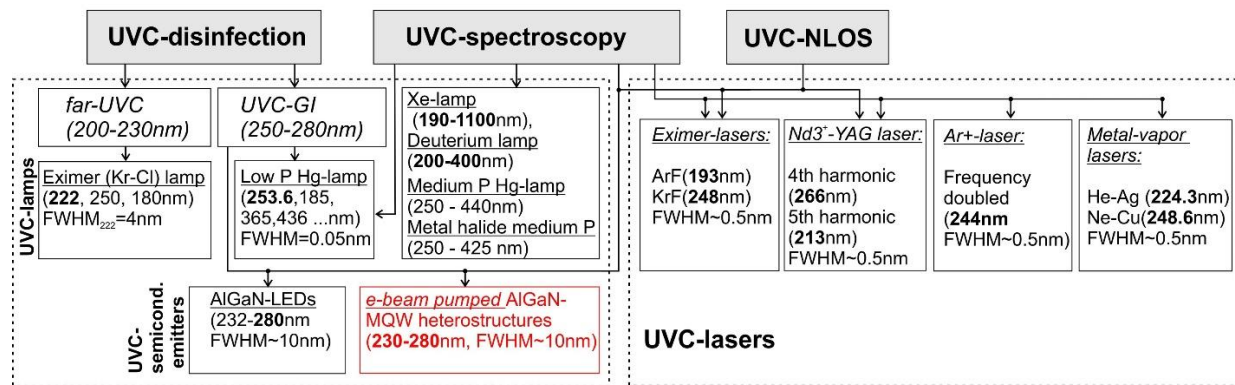 UVC-disinfection
UVC-spectroscopy
UVC-NLOS
far-UVC
(200-230nm)
UVC-GI
(250-280nm)
Xe-lamp
(190-1100nm),
Deuterium lamp
(200-400nm)
Medium P Hg-lamp
(250 - 440nm)
Metal halide medium P
(250 - 425 nm)
UVC-lamps
Eximer (Kr-Cl) lamp
(222, 250, 180nm)
FWHM222=4nm
Low P Hg-lamp
(253.6,185,
365,436 ...nm)
FWHM=0.05nm
Eximer-lasers:
ArF(193nm)
KrF(248nm)
FWHM~0.5nm
Nd3+-YAG laser:
4th harmonic
(266nm)
5th harmonic
(213nm)
FWHM~0.5nm
Ar+-laser:
Frequency
doubled
(244nm
FWHM~0.5nm)
Metal-vapor
lasers:
He-Ag (224.3nm)
Ne-Cu(248.6nm)
FWHM~0.5nm
UVC-
semicond.
emitters
AlGaN-LEDs
(232-280nm
FWHM~10nm)
e-beam pumped AlGaN-
MQW heterostructures
(230-280nm, FWHM~10nm)
UVC-lasers